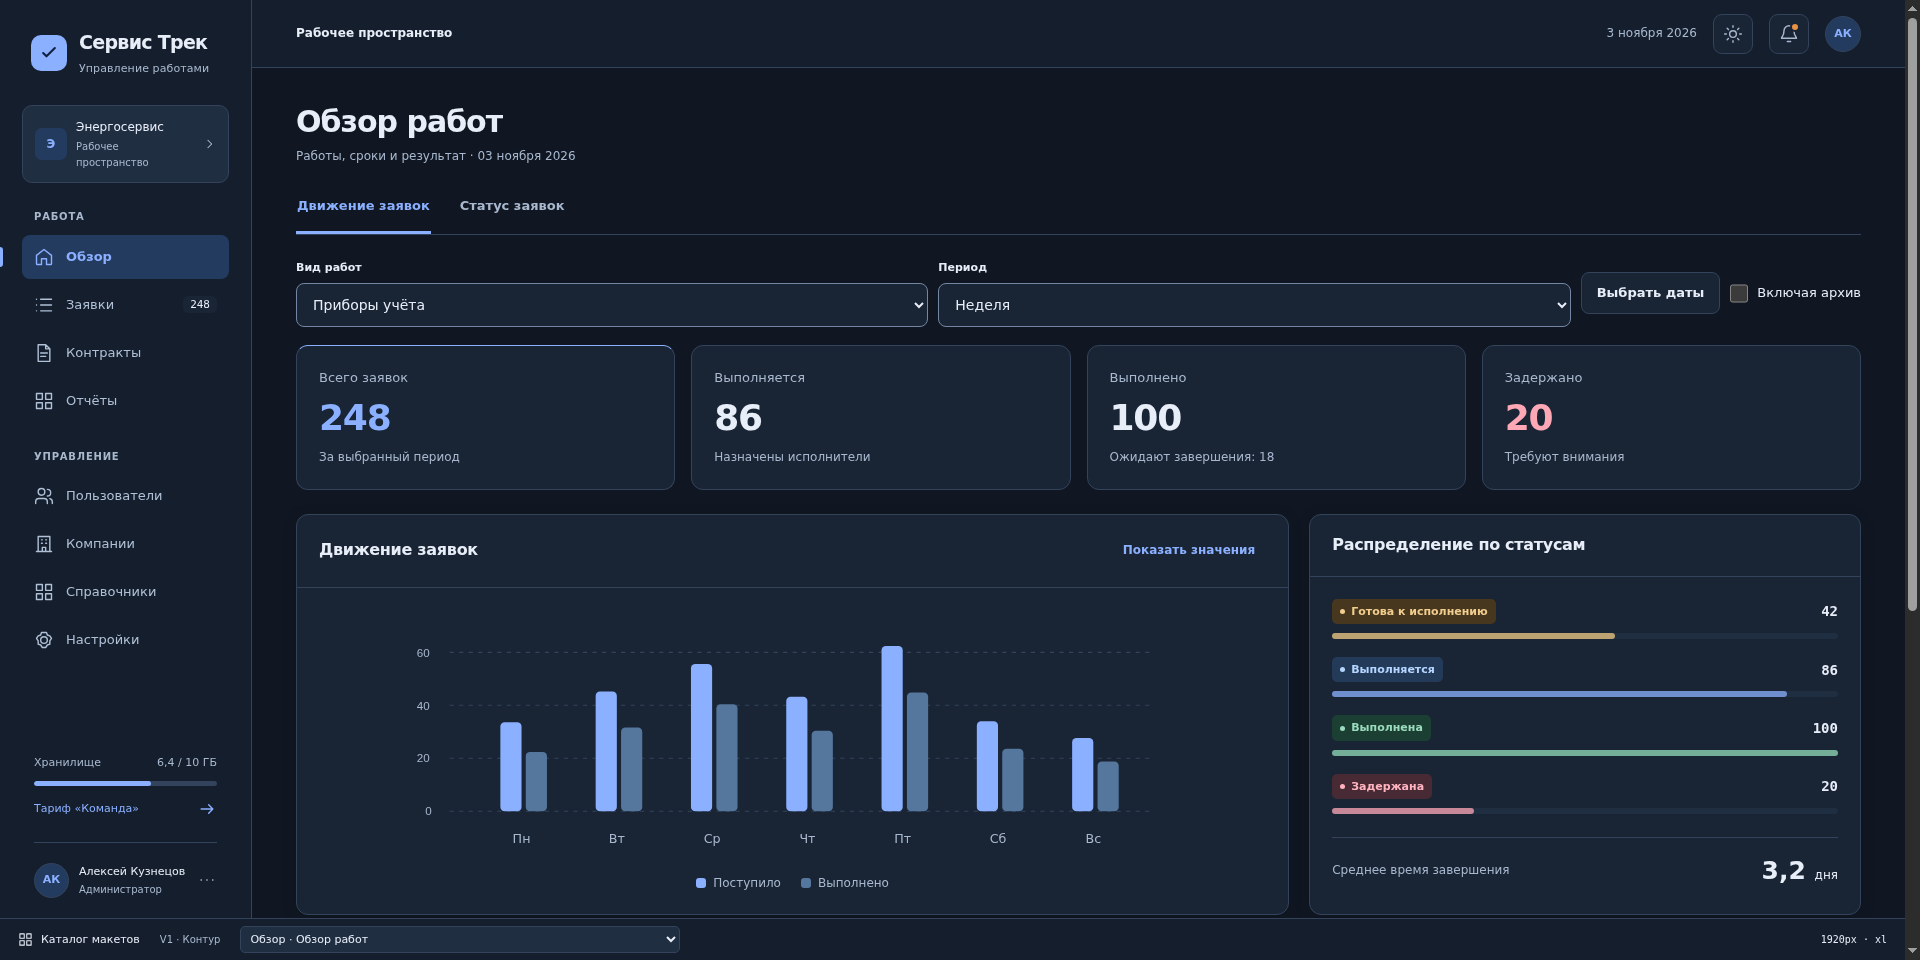 Сервис Трек
Управление работами
Э
Энергосервис
Рабочее
пространство
РАБОТА
Обзор
Заявки
248
Контракты
Отчёты
УПРАВЛЕНИЕ
Пользователи
Компании
Справочники
Настройки
Хранилище
6,4 / 10 ГБ
Тариф «Команда»
АК
Алексей Кузнецов
Администратор
Рабочее пространство
3 ноября 2026
АК
Обзор работ
Работы, сроки и результат · 03 ноября 2026
Движение заявок
Статус заявок
Вид работ
Приборы учёта
Период
Неделя
Выбрать даты
Включая архив
Всего заявок
248
За выбранный период
Выполняется
86
Назначены исполнители
Выполнено
100
Ожидают завершения: 18
Задержано
20
Требуют внимания
Движение заявок
Показать значения
60
40
20
0
Пн
Вт
Ср
Чт
Пт
Сб
Вс
Поступило
Выполнено
Распределение по статусам
Готова к исполнению
42
Выполняется
86
Выполнена
100
Задержана
20
Среднее время завершения
3,2 дня
Каталог макетов
V1 · Контур
Обзор · Обзор работ
1920px · xl